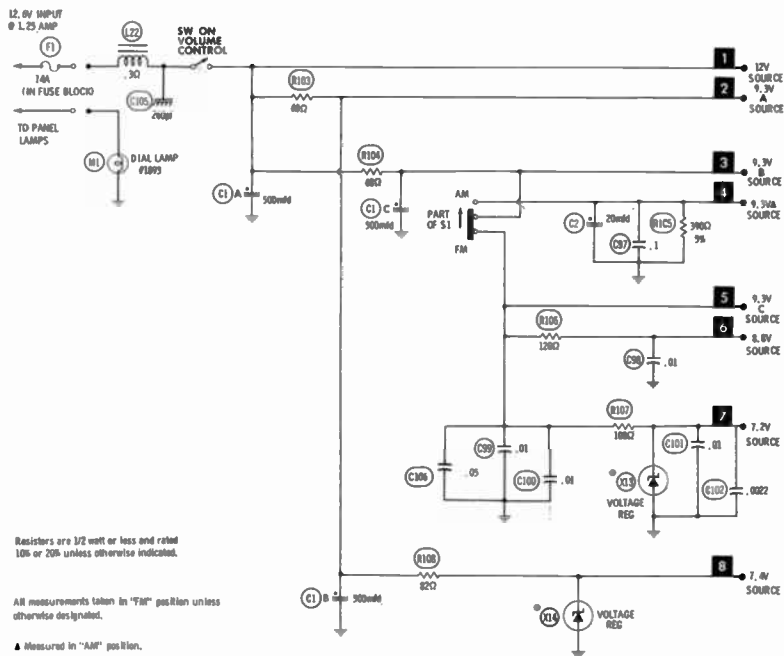 12.6V INPUT
@ 1.25 AMP
F1
14A
(IN FUSE BLOCK)
TO PANEL
LAMPS
L22
.3Ω
SW ON
VOLUME
CONTROL
C105
M1
DIAL LAMP
#1893
1
12V
SOURCE
R103
68Ω
2
9.3V
A
SOURCE
R104
68Ω
3
9.3V
B
SOURCE
C1 A
500mfd
C1 C
500mfd
AM
PART
OF S1
FM
4
9.3V▲
SOURCE
C2
20mfd
C97
.1
R105
390Ω
5%
5
9.3V
C
SOURCE
R106
120Ω
6
8.8V
SOURCE
C98
.01
R107
7
7.2V
SOURCE
C106
.05
C99
.01
C100
.01
X13
VOLTAGE
REG
C101
.01
C102
.0022
R108
82Ω
8
7.4V
SOURCE
C1 B
500mfd
X14
VOLTAGE
REG
Resistors are 1/2 watt or less and rated
10% or 20% unless otherwise indicated.
All measurements taken in "FM" position unless
otherwise designated.
▲ Measured in "AM" position.